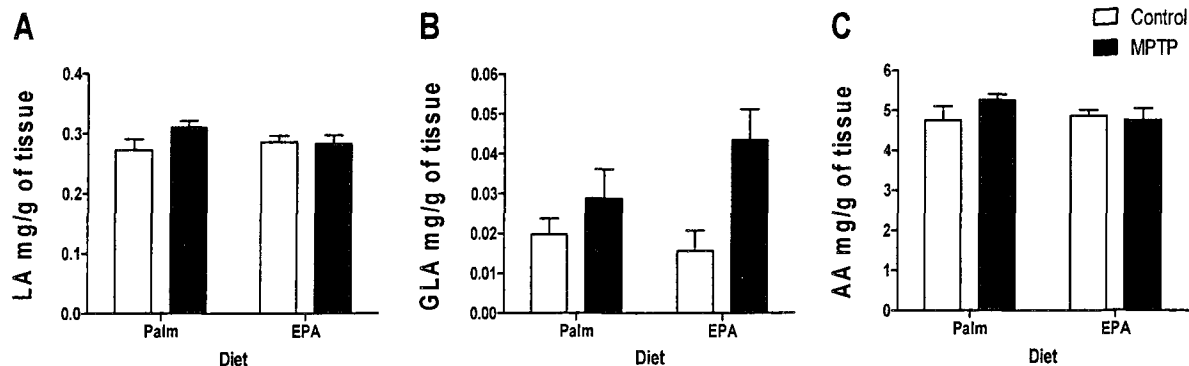 A
LA mg/g of tissue
0.4
0.3
0.2
0.1
0.0
Palm
EPA
Diet
B
GLA mg/g of tissue
0.06
0.05
0.04
0.03
0.02
0.01
0.00
Palm
EPA
Diet
C
AA mg/g of tissue
6
5
4
3
2
1
0
Palm
EPA
Diet
Control
MPTP